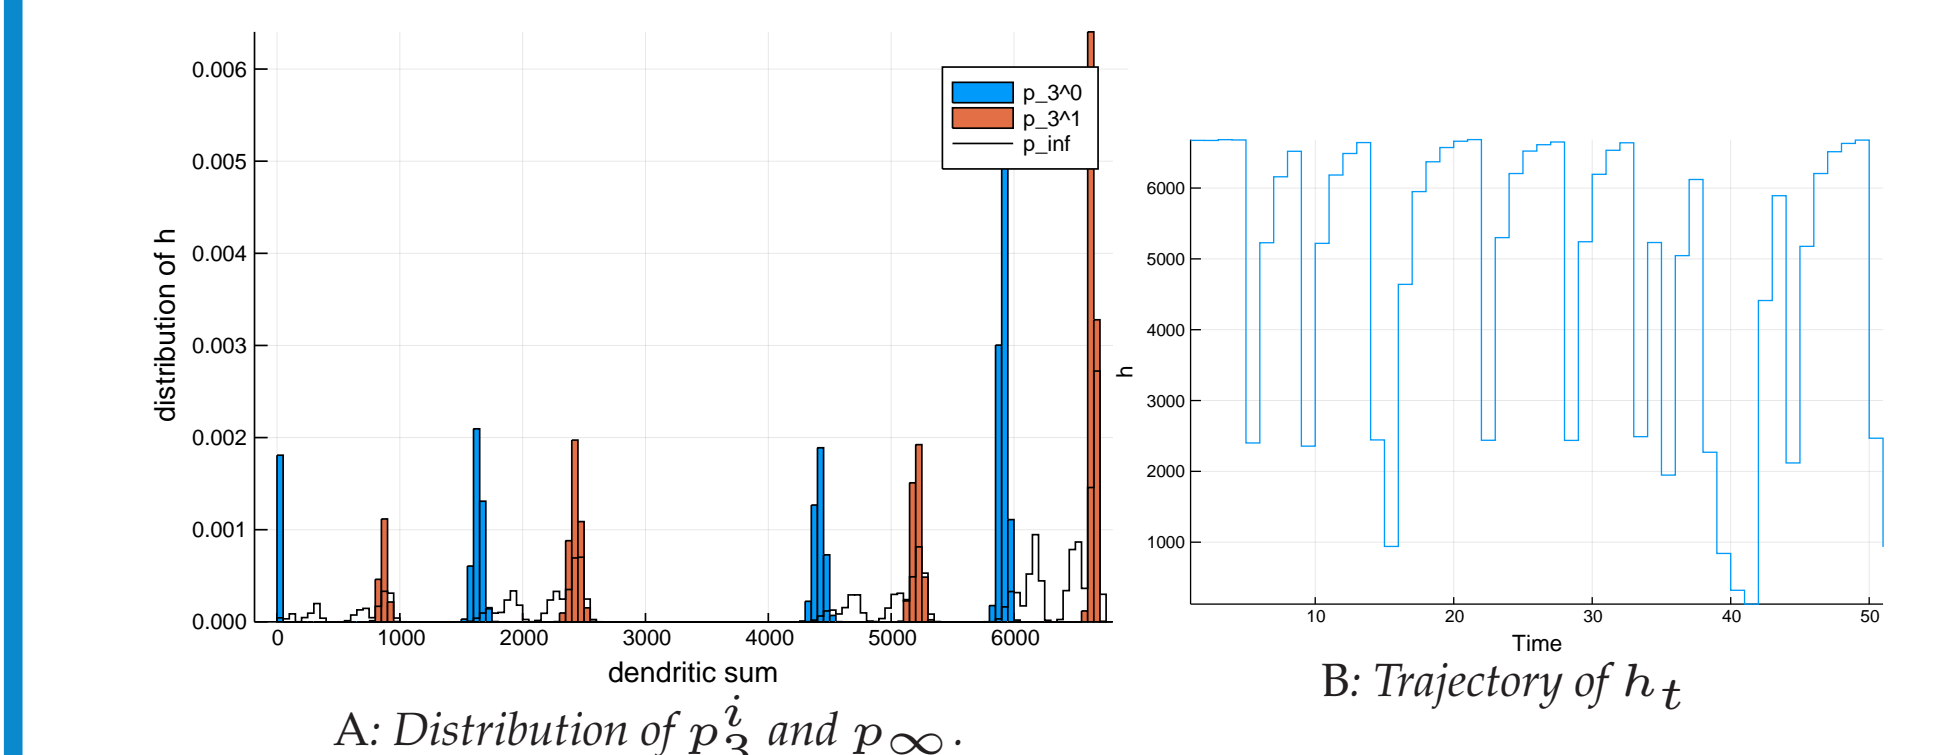 0.006
0.005
0.004
0.003
0.002
0.001
0.000
distribution of h
0 1000 2000 3000 4000 5000 6000
dendritic sum
p_3^0
p_3^1
p_inf
A: Distribution of p_3^i and p_∞.
6000
5000
4000
3000
2000
1000
h
10 20 30 40 50
Time
B: Trajectory of h_t